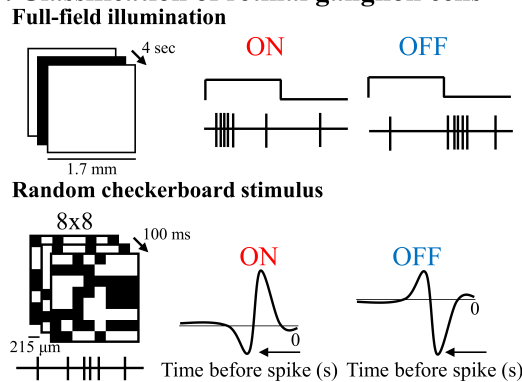 Full-field illumination
4 sec
ON
OFF
1.7 mm
Random checkerboard stimulus
8x8
100 ms
ON
OFF
0
0
215 μm
Time before spike (s)
Time before spike (s)